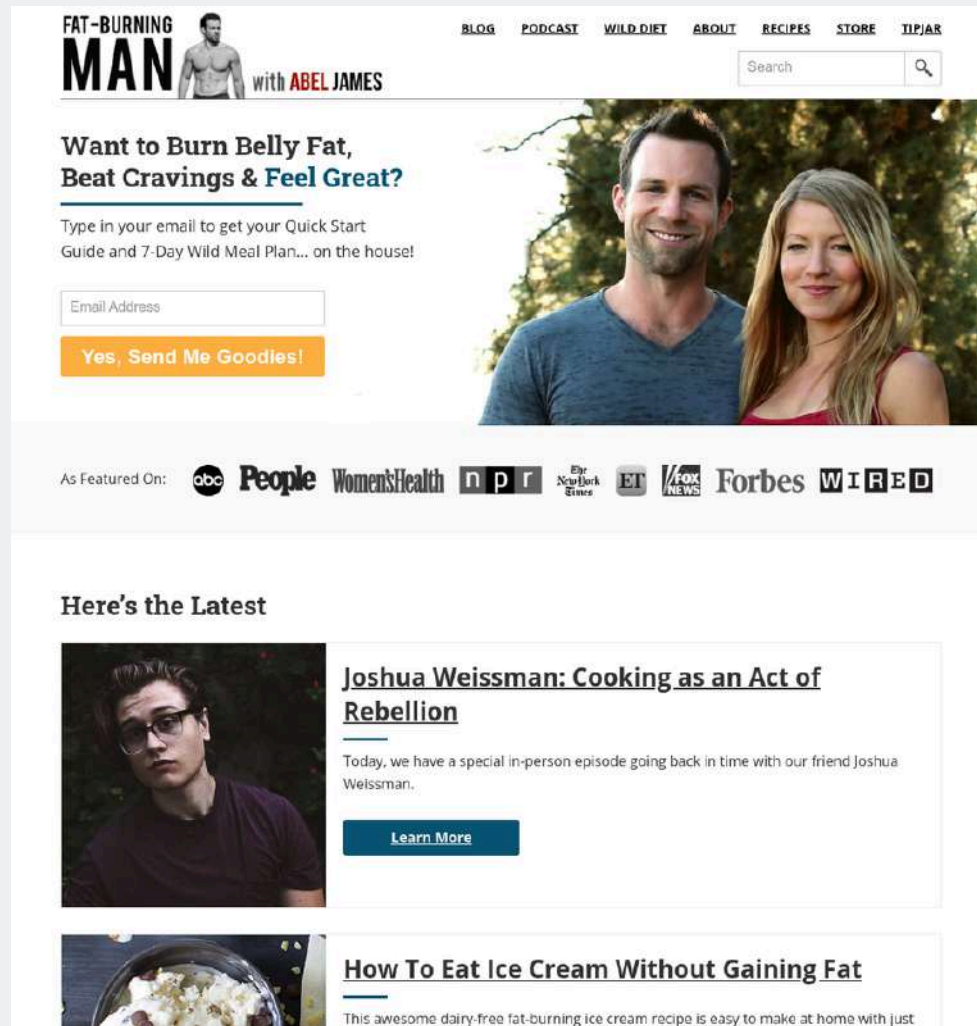 FAT-BURNING
MAN
with ABEL JAMES
BLOG PODCAST WILD DIET ABOUT RECIPES STORE TIPJAR
Search
Want to Burn Belly Fat,
Beat Cravings & Feel Great?
Type in your email to get your Quick Start
Guide and 7-Day Wild Meal Plan... on the house!
Email Address
Yes, Send Me Goodies!
As Featured On: abc People Women'sHealth npr The New York Times ET FOX NEWS Forbes WIRED
Here's the Latest
Joshua Weissman: Cooking as an Act of
Rebellion
Today, we have a special in-person episode going back in time with our friend Joshua
Weissman.
Learn More
How To Eat Ice Cream Without Gaining Fat
This awesome dairy-free fat-burning ice cream recipe is easy to make at home with just